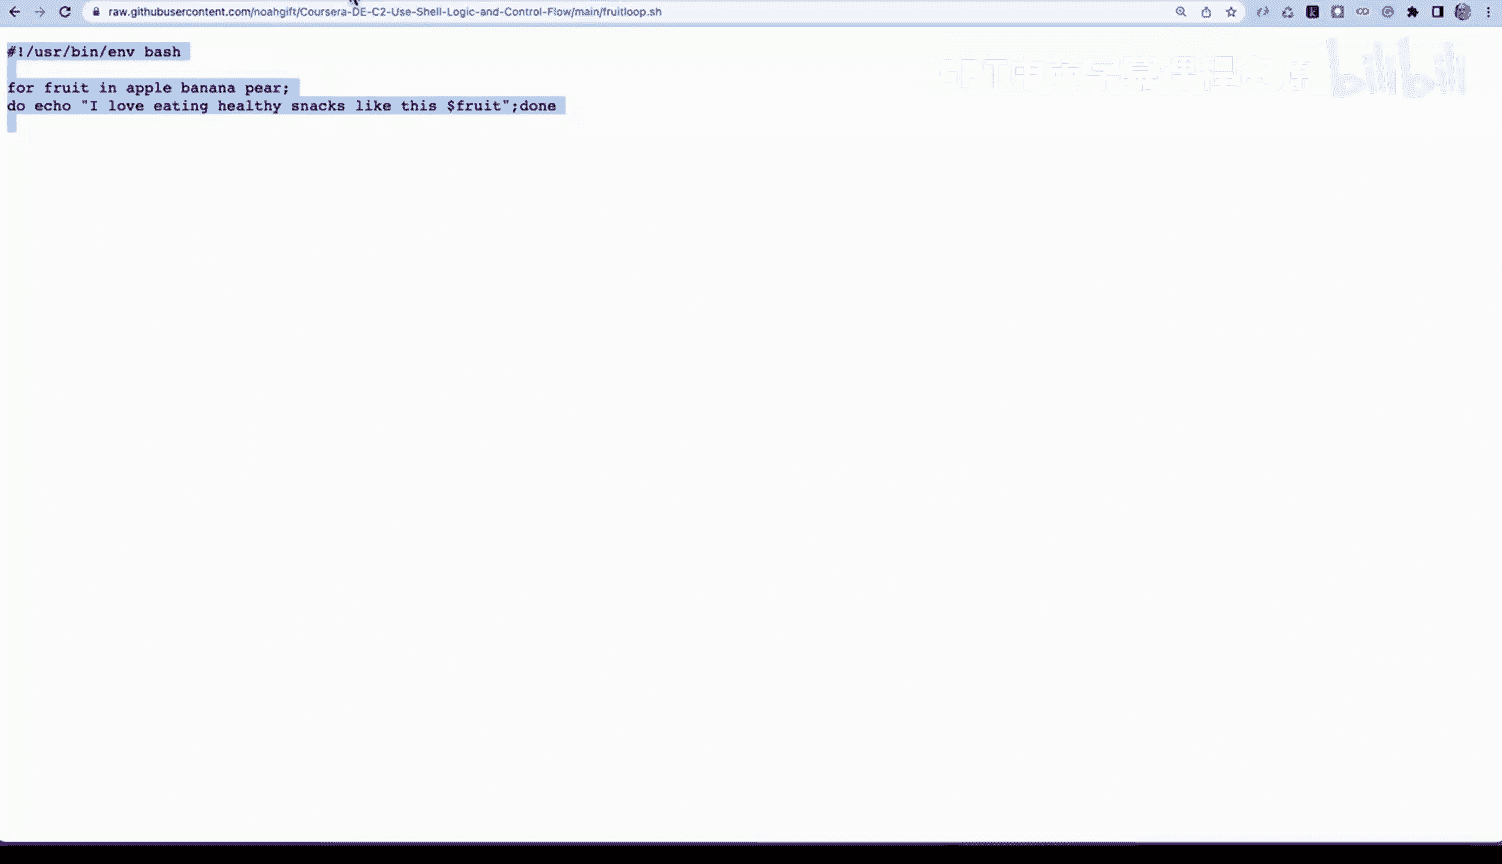 raw.githubusercontent.com/noahgift/Coursera-DE-C2-Use-Shell-Logic-and-Control-Flow/main/fruitloop.sh
bilibili
#!/usr/bin/env bash
for fruit in apple banana pear;
do echo "I love eating healthy snacks like this $fruit";done